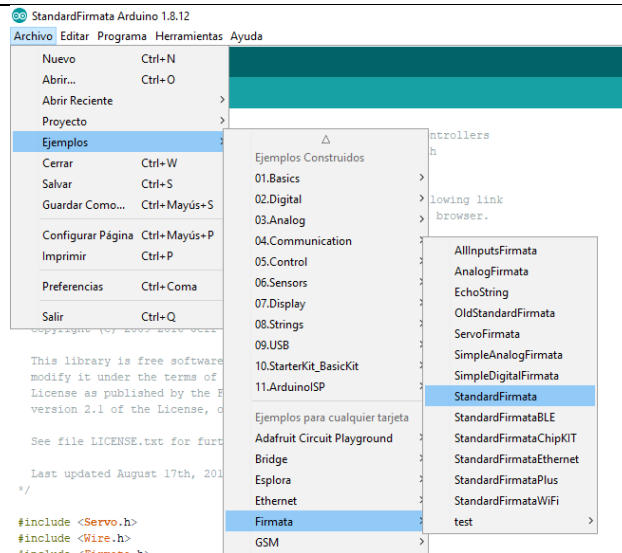 StandardFirmata Arduino 1.8.12
Archivo Editar Programa Herramientas Ayuda
Nuevo Ctrl+N
Abrir... Ctrl+O
Abrir Reciente >
Proyecto >
Ejemplos >
Cerrar Ctrl+W
Salvar Ctrl+S
Guardar Como... Ctrl+Mayús+S
Configurar Página Ctrl+Mayús+P
Imprimir Ctrl+P
Preferencias Ctrl+Coma
Salir Ctrl+Q
Ejemplos Construidos
01.Basics >
02.Digital >
03.Analog >
04.Communication >
05.Control >
06.Sensors >
07.Display >
08.Strings >
09.USB >
10.StarterKit_BasicKit >
11.ArduinoISP >
Ejemplos para cualquier tarjeta
Adafruit Circuit Playground >
Bridge >
Esplora >
Ethernet >
Firmata >
GSM >
AllInputsFirmata
AnalogFirmata
EchoString
OldStandardFirmata
ServoFirmata
SimpleAnalogFirmata
SimpleDigitalFirmata
StandardFirmata
StandardFirmataBLE
StandardFirmataChipKIT
StandardFirmataEthernet
StandardFirmataPlus
StandardFirmataWiFi
test >
ntrollers
h
lowing link
browser.
This library is free software
modify it under the terms of
License as published by the F
version 2.1 of the License, o
See file LICENSE.txt for furt
Last updated August 17th, 201
*/
#include <Servo.h>
#include <Wire.h>